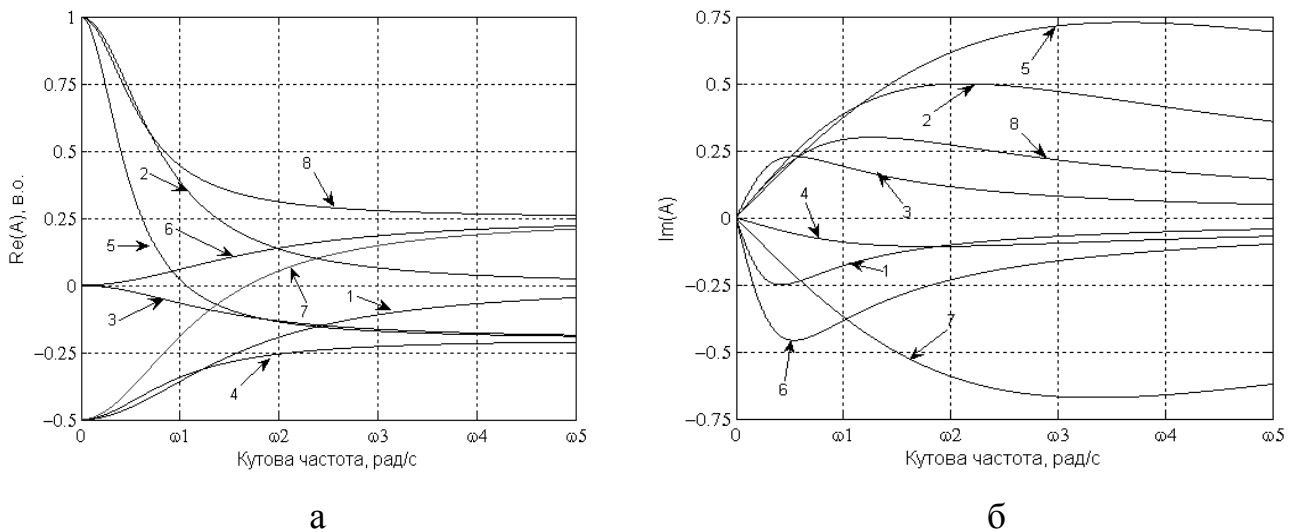 1
0.75
0.5
0.25
0
−0.25
−0.5
Re(A), в.о.
8
2
6
5
7
3
1
4
0
ω1
ω2
ω3
ω4
ω5
Кутова частота, рад/с
а
0.75
0.5
0.25
0
−0.25
−0.5
−0.75
Im(A)
5
2
8
3
4
1
7
6
0
ω1
ω2
ω3
ω4
ω5
Кутова частота, рад/с
б